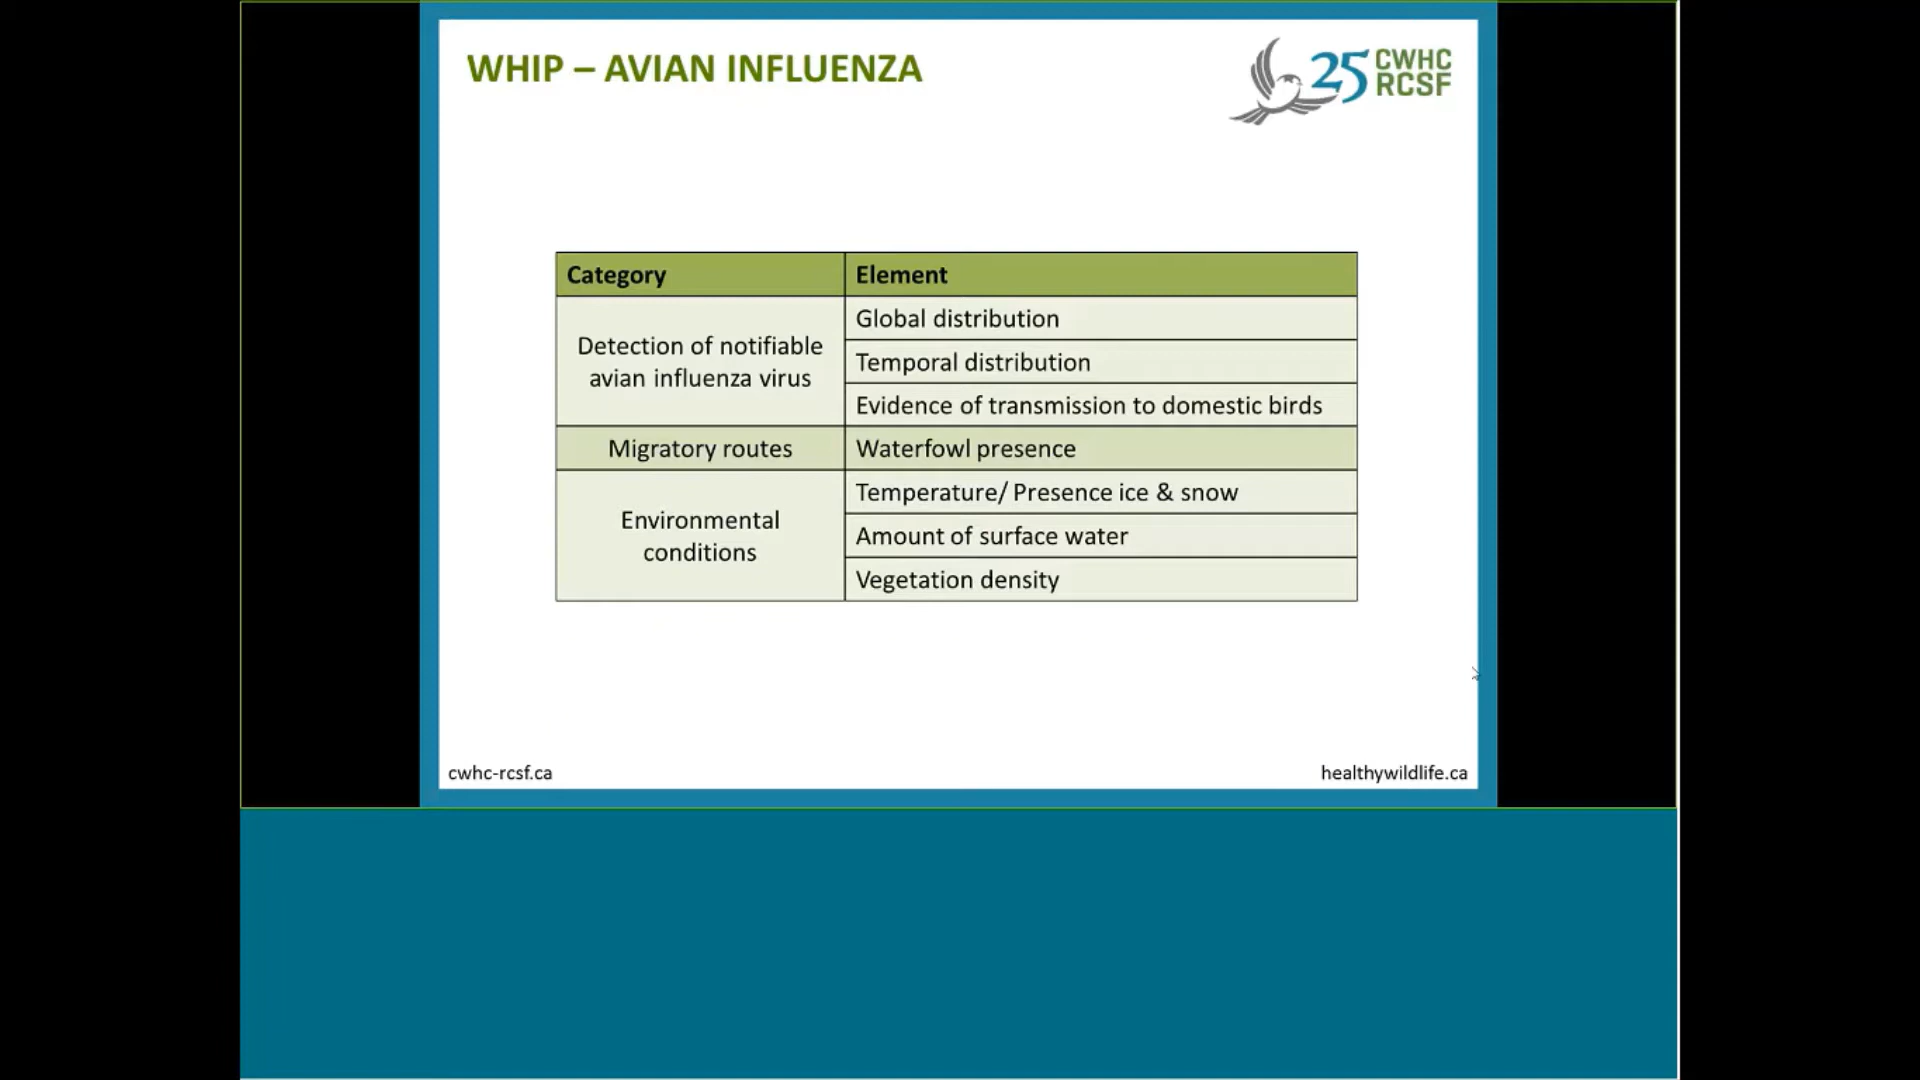 WHIP – AVIAN INFLUENZA
25 CWHC
RCSF
Category Element
Detection of notifiable
avian influenza virus
Global distribution
Temporal distribution
Evidence of transmission to domestic birds
Migratory routes Waterfowl presence
Environmental
conditions
Temperature/ Presence ice & snow
Amount of surface water
Vegetation density
cwhc-rcsf.ca healthywildlife.ca